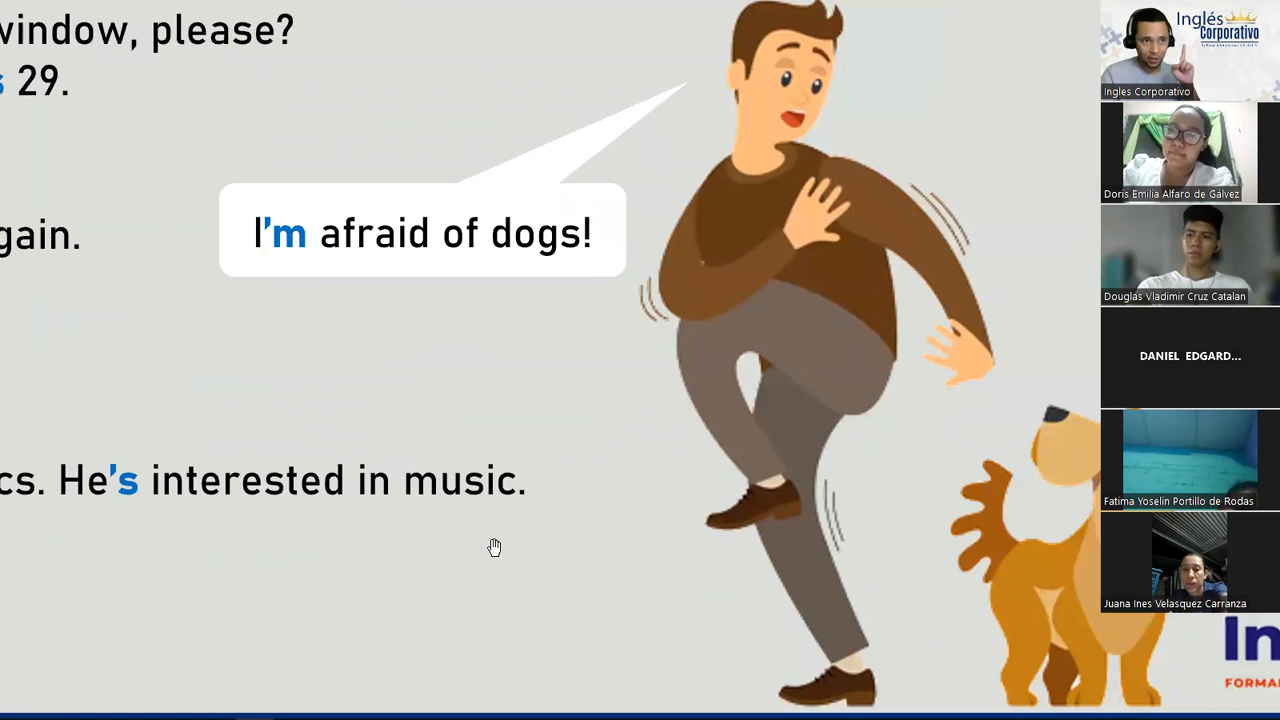 window, please?
s 29.
gain.
I'm afraid of dogs!
cs. He's interested in music.
Inglés
Corporativo
Ingles Corporativo
Doris Emilia Alfaro de Gálvez
Douglas Vladimir Cruz Catalan
DANIEL EDGARD...
Fatima Yoselin Portillo de Rodas
Juana Ines Velasquez Carranza
In
FORMA